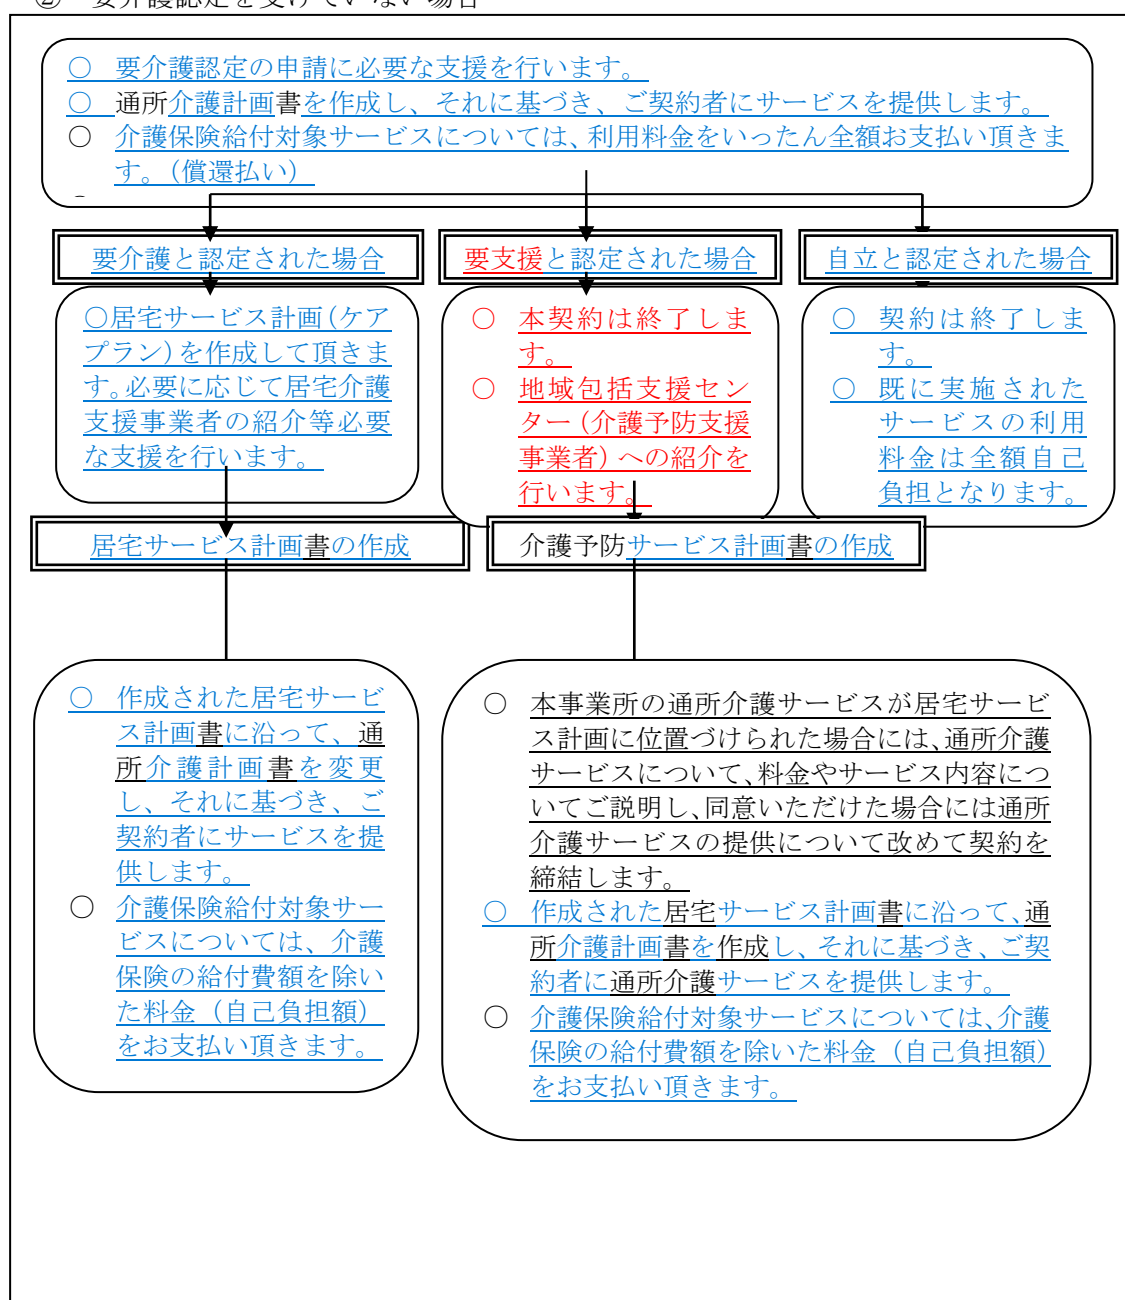 ② 要介護認定を受けていない場合
○ 要介護認定の申請に必要な支援を行います。
○ 通所介護計画書を作成し、それに基づき、ご契約者にサービスを提供します。
○ 介護保険給付対象サービスについては、利用料金をいったん全額お支払い頂きま
す。（償還払い）
要介護と認定された場合
要支援と認定された場合
自立と認定された場合
○居宅サービス計画（ケア
プラン）を作成して頂きま
す。必要に応じて居宅介護
支援事業者の紹介等必要
な支援を行います。
○ 本契約は終了しま
す。
○ 地域包括支援セン
ター（介護予防支援
事業者）への紹介を
行います。
○ 契約は終了しま
す。
○ 既に実施された
サービスの利用
料金は全額自己
負担となります。
居宅サービス計画書の作成
介護予防サービス計画書の作成
○ 作成された居宅サービ
ス計画書に沿って、通
所介護計画書を変更
し、それに基づき、ご
契約者にサービスを提
供します。
○ 介護保険給付対象サー
ビスについては、介護
保険の給付費額を除い
た料金（自己負担額）
をお支払い頂きます。
○ 本事業所の通所介護サービスが居宅サービ
ス計画に位置づけられた場合には、通所介護
サービスについて、料金やサービス内容につ
いてご説明し、同意いただけた場合には通所
介護サービスの提供について改めて契約を
締結します。
○ 作成された居宅サービス計画書に沿って、通
所介護計画書を作成し、それに基づき、ご契
約者に通所介護サービスを提供します。
○ 介護保険給付対象サービスについては、介護
保険の給付費額を除いた料金（自己負担額）
をお支払い頂きます。